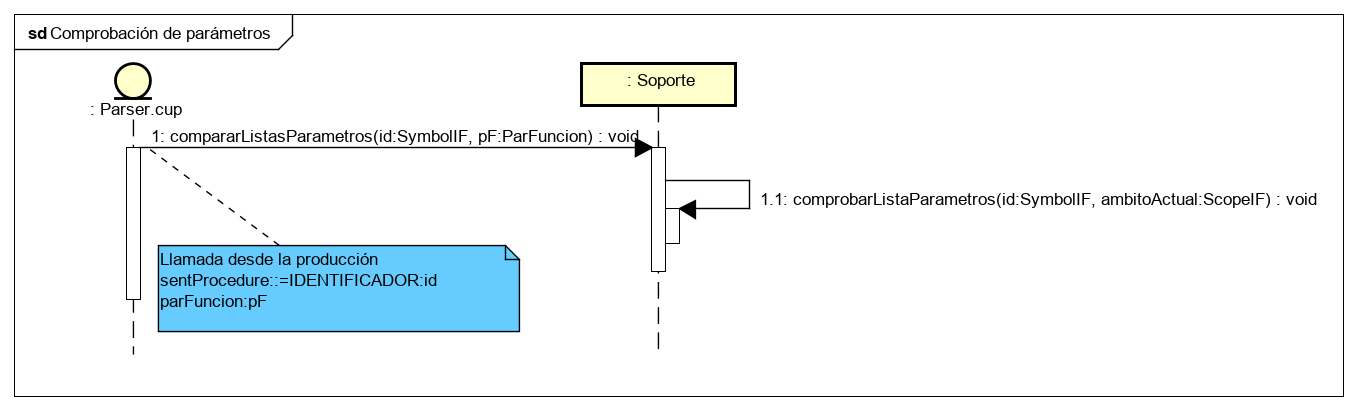 sd Comprobación de parámetros
: Parser.cup
: Soporte
1: compararListasParametros(id:SymbolIF, pF:ParFuncion) : void
1.1: comprobarListaParametros(id:SymbolIF, ambitoActual:ScopeIF) : void
Llamada desde la producción
sentProcedure::=IDENTIFICADOR:id
parFuncion:pF